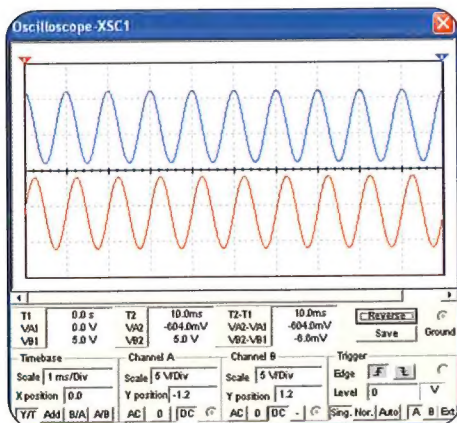 Oscilloscope-XSC1
1
2
T1 0.0 s T2 10.0ms T2-T1 10.0ms Reverse
VA1 0.0 V VA2 -604.0mV VA2-VA1 -604.0mV Save Ground
VB1 5.0 V VB2 5.0 V VB2-VB1 -6.0mV
Timebase Channel A Channel B Trigger
Scale 1 ms/Div Scale 5 V/Div Scale 5 V/Div Edge
X position 0.0 Y position -1.2 Y position 1.2 Level 0 V
Y/T Add B/A A/B AC 0 DC AC 0 DC - Sing. Nor. Auto A B Ext